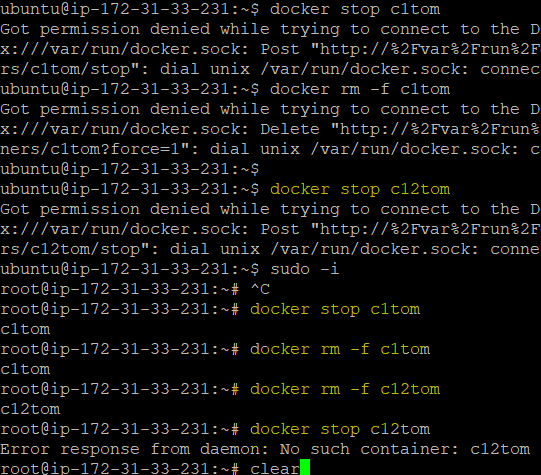 ubuntu@ip-172-31-33-231:~$ docker stop c1tom
Got permission denied while trying to connect to the D
x:///var/run/docker.sock: Post "http://%2Fvar%2Frun%2F
rs/c1tom/stop": dial unix /var/run/docker.sock: connec
ubuntu@ip-172-31-33-231:~$ docker rm -f c1tom
Got permission denied while trying to connect to the D
x:///var/run/docker.sock: Delete "http://%2Fvar%2Frun%
ners/c1tom?force=1": dial unix /var/run/docker.sock: c
ubuntu@ip-172-31-33-231:~$
ubuntu@ip-172-31-33-231:~$ docker stop c12tom
Got permission denied while trying to connect to the D
x:///var/run/docker.sock: Post "http://%2Fvar%2Frun%2F
rs/c12tom/stop": dial unix /var/run/docker.sock: conne
ubuntu@ip-172-31-33-231:~$ sudo -i
root@ip-172-31-33-231:~# ^C
root@ip-172-31-33-231:~# docker stop c1tom
c1tom
root@ip-172-31-33-231:~# docker rm -f c1tom
c1tom
root@ip-172-31-33-231:~# docker rm -f c12tom
c12tom
root@ip-172-31-33-231:~# docker stop c12tom
Error response from daemon: No such container: c12tom
root@ip-172-31-33-231:~# clear